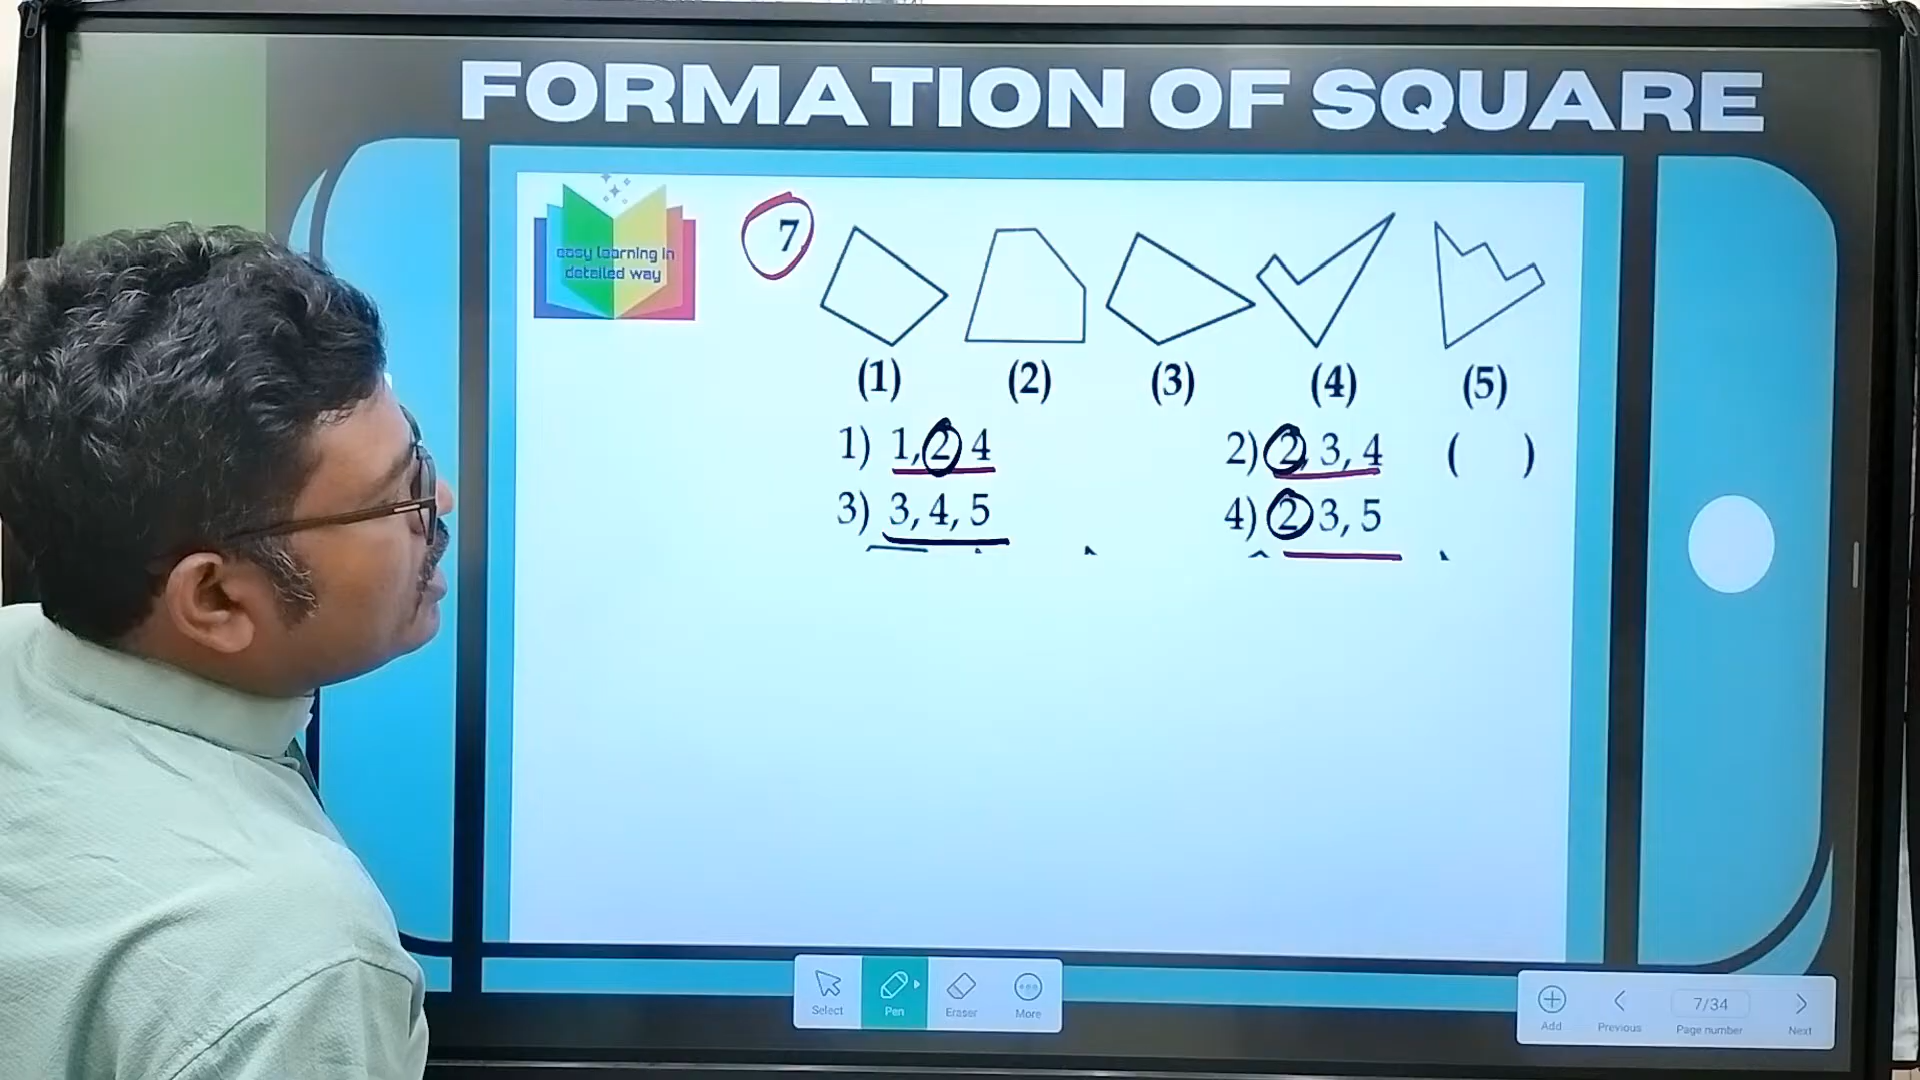 FORMATION OF SQUARE
easy learning in
detailed way
7
(1) (2) (3) (4) (5)
1) 1, 2, 4 2) 2, 3, 4 ( )
3) 3, 4, 5 4) 2, 3, 5
Select Pen Eraser More
Add Previous 7/34 Page number Next